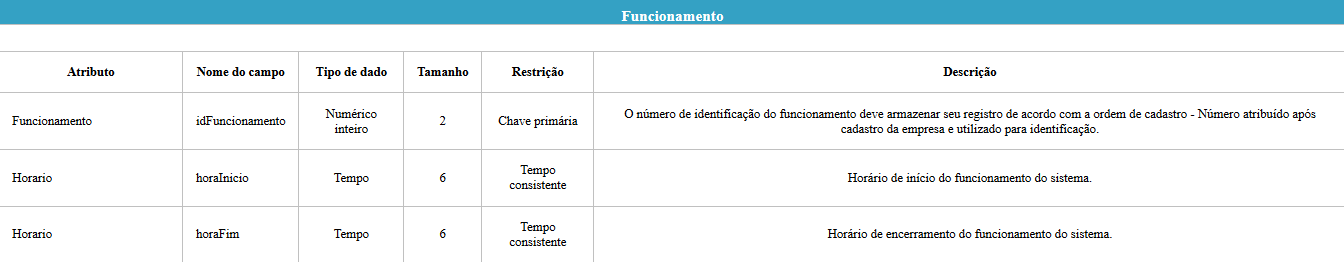 Funcionamento
Atributo Nome do campo Tipo de dado Tamanho Restrição Descrição
Funcionamento idFuncionamento Numérico inteiro 2 Chave primária O número de identificação do funcionamento deve armazenar seu registro de acordo com a ordem de cadastro - Número atribuído após cadastro da empresa e utilizado para identificação.
Horario horaInicio Tempo 6 Tempo consistente Horário de início do funcionamento do sistema.
Horario horaFim Tempo 6 Tempo consistente Horário de encerramento do funcionamento do sistema.